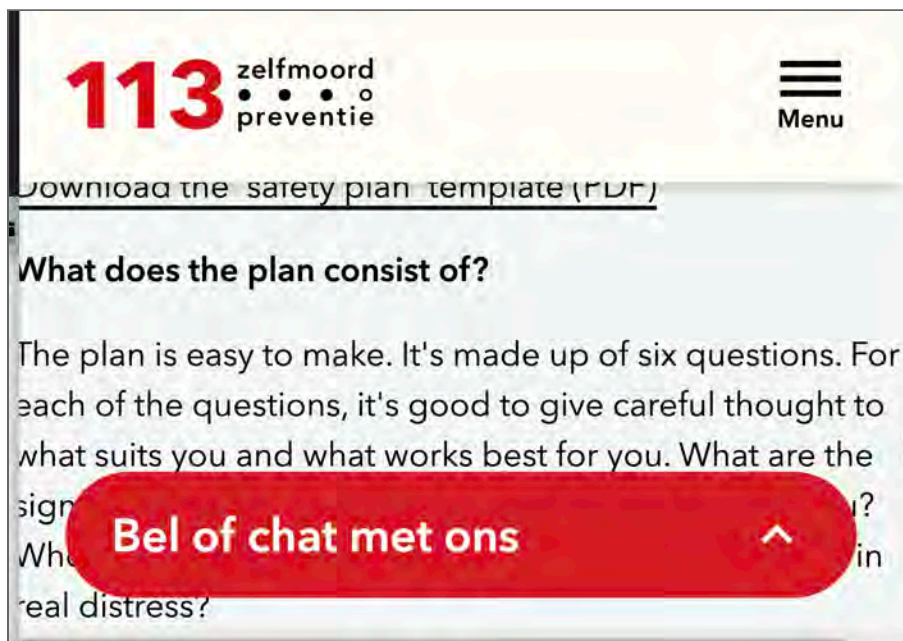 113 zelfmoord
preventie
Menu
Download the 'safety plan' template (PDF)
What does the plan consist of?
The plan is easy to make. It's made up of six questions. For
each of the questions, it's good to give careful thought to
what suits you and what works best for you. What are the
Bel of chat met ons
in
real distress?